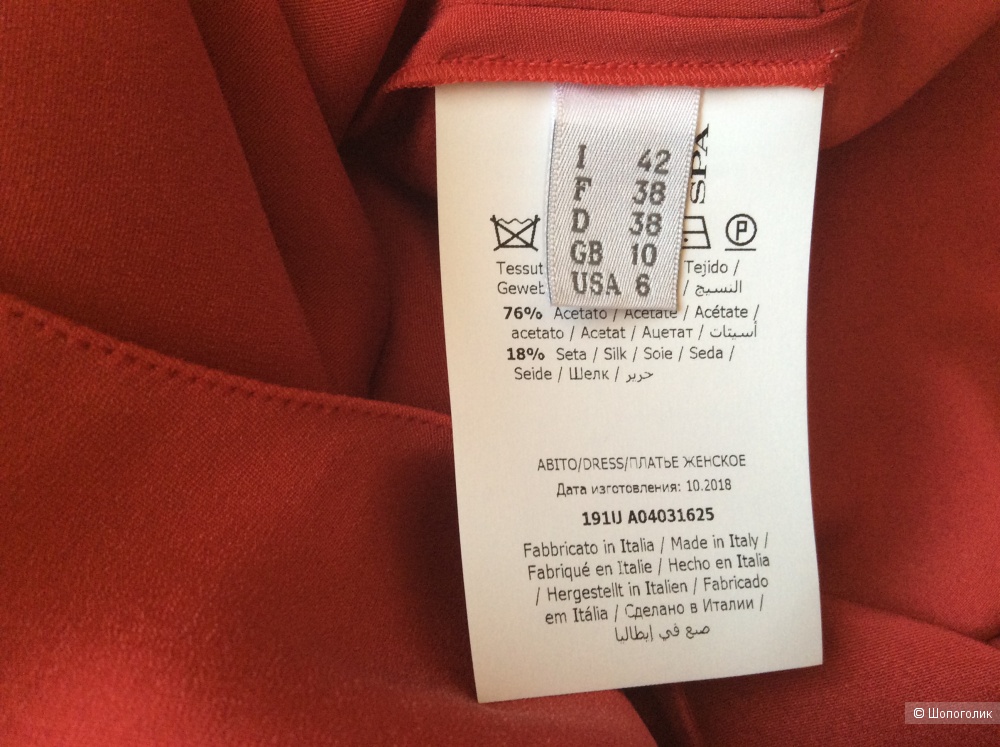 I 42
F 38
D 38
GB 10
USA 6
SPA
P
Tejido /
/ النسيج
76% Acetato / Acetate / Acétate /
acetato / Acetat / Ацетат / أسيتات
18% Seta / Silk / Soie / Seda /
Seide / Шелк / حرير
ABITO/DRESS/ПЛАТЬЕ ЖЕНСКОЕ
Дата изготовления: 10.2018
191U A04031625
Fabbricato in Italia / Made in Italy /
Fabriqué en Italie / Hecho en Italia
/ Hergestellt in Italien / Fabricado
em Itália / Сделано в Италии /
صنع في إيطاليا
© Шопоголик